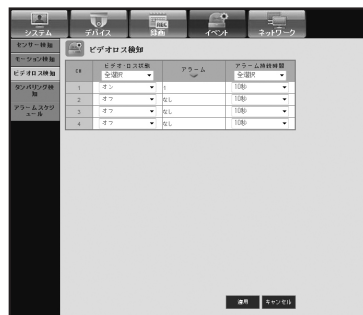 システム
デバイス
REC
録画
イベント
ネットワーク
センサー検知
モーション検知
ビデオロス検知
タンパリング検
知
アラームスケジ
ュール
ビデオロス検知
CH
ビデオ-ロス状態
全選択
アラーム
アラーム持続時間
全選択
1 オン 1 10秒
2 オフ なし 10秒
3 オフ なし 10秒
4 オフ なし 10秒
適用
キャンセル